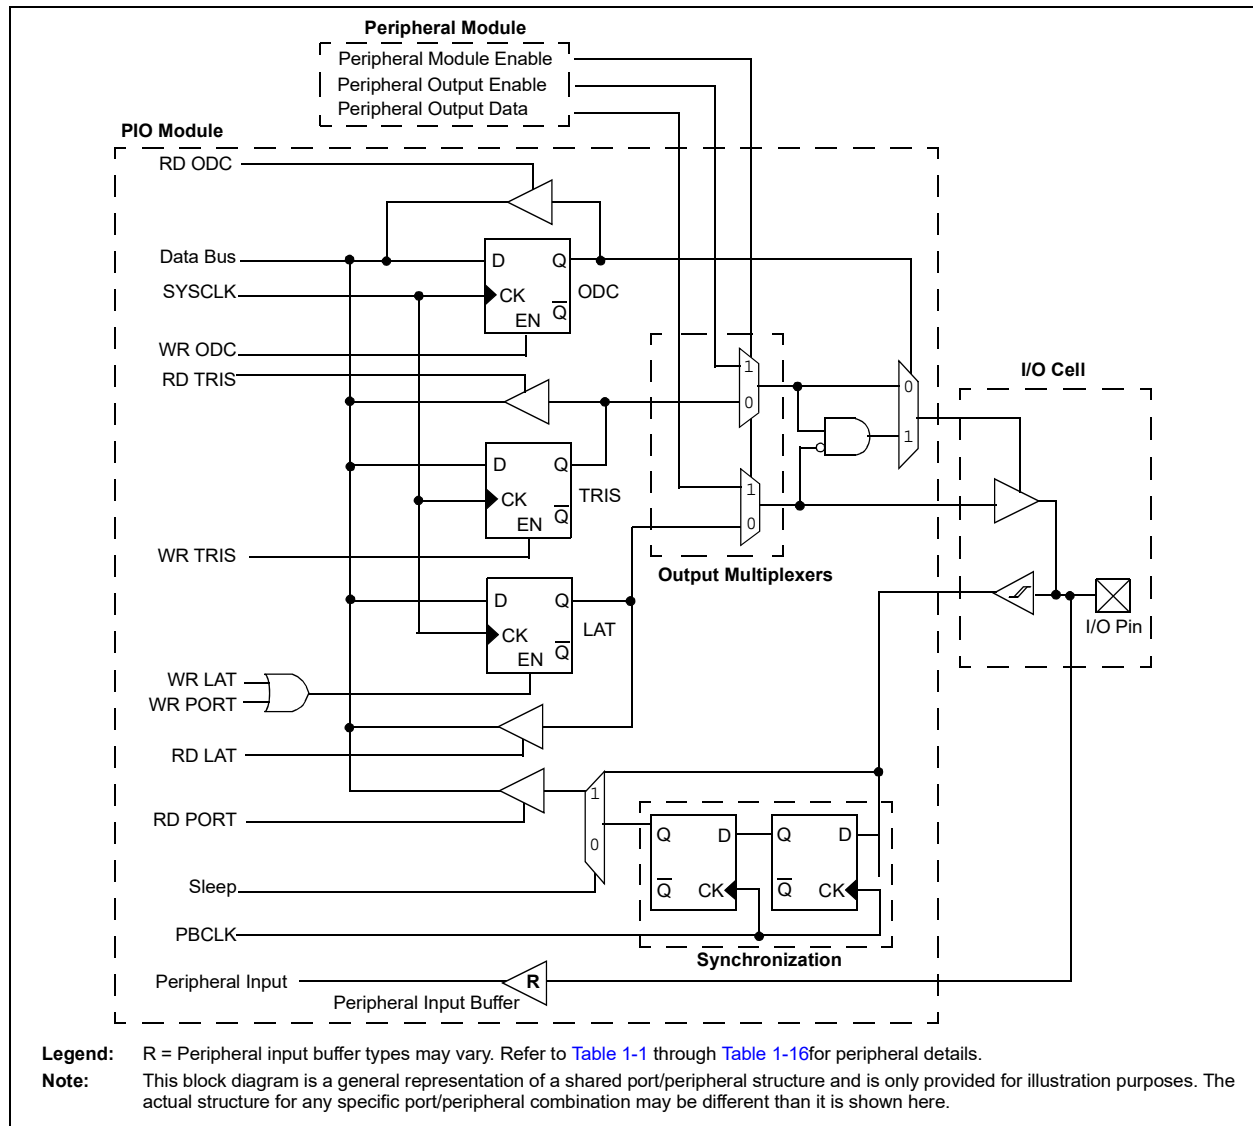 Peripheral Module
Peripheral Module Enable
Peripheral Output Enable
Peripheral Output Data
PIO Module
RD ODC
Data Bus
D Q
SYSCLK
CK
ODC
EN Q
WR ODC
RD TRIS
1
0
0
1
I/O Cell
D Q
CK
TRIS
EN Q
1
0
WR TRIS
Output Multiplexers
D Q
CK
LAT
EN Q
I/O Pin
WR LAT
WR PORT
RD LAT
RD PORT
1
0
Q D Q D
Q CK Q CK
Sleep
PBCLK
Synchronization
Peripheral Input
R
Peripheral Input Buffer
Legend: R = Peripheral input buffer types may vary. Refer to Table 1-1 through Table 1-16for peripheral details.
Note: This block diagram is a general representation of a shared port/peripheral structure and is only provided for illustration purposes. The
actual structure for any specific port/peripheral combination may be different than it is shown here.